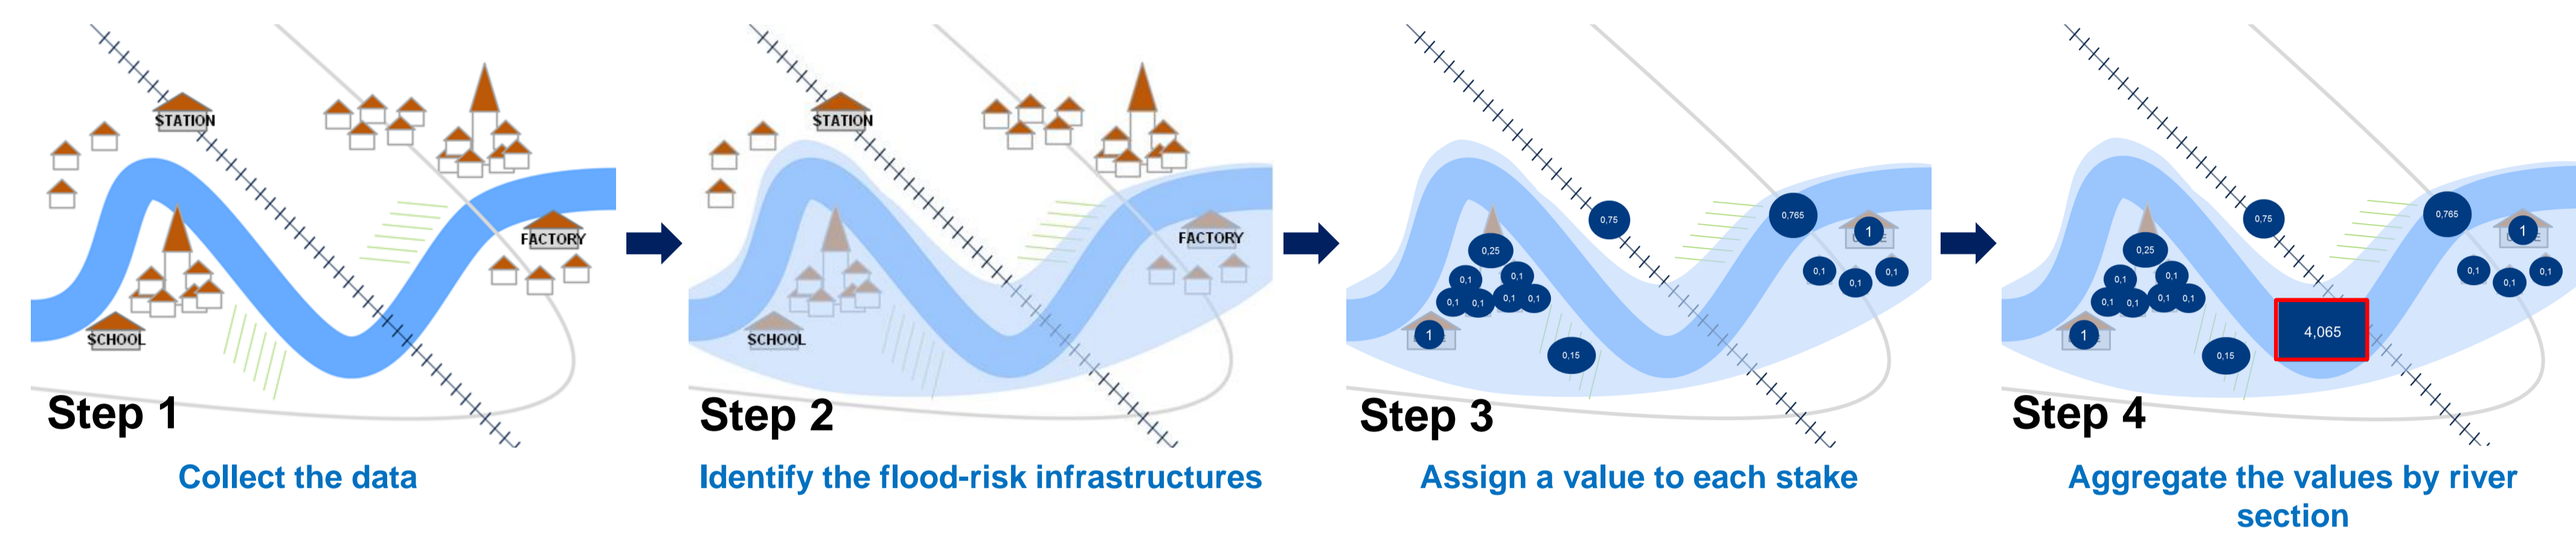 STATION
FACTORY
SCHOOL
Step 1
Collect the data
STATION
FACTORY
SCHOOL
Step 2
Identify the flood-risk infrastructures
0,75
0,765
1
0,25
0,1
0,1
0,1
0,1
0,1
0,1
0,1
0,1
0,1
1
0,15
Step 3
Assign a value to each stake
0,75
0,765
1
0,25
0,1
0,1
0,1
0,1
0,1
0,1
0,1
0,1
0,1
1
4,065
0,15
Step 4
Aggregate the values by river
section